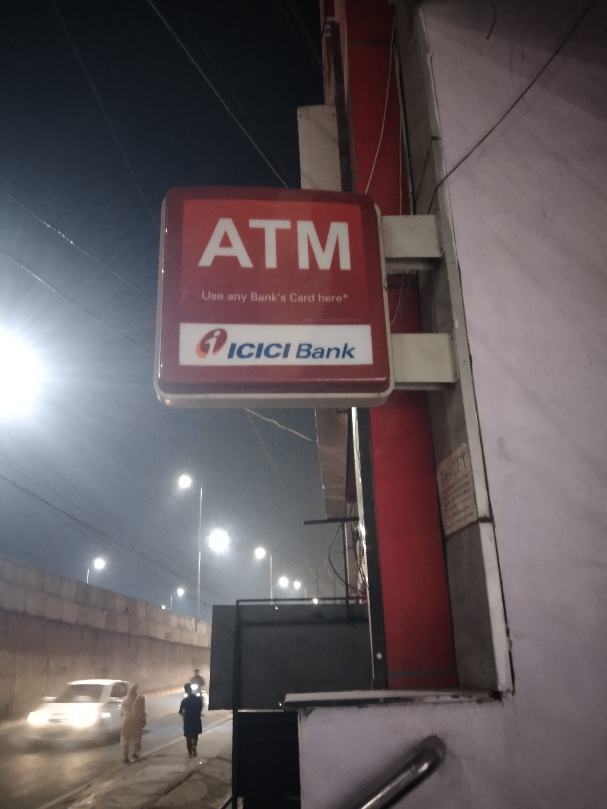 ATM
Use any Bank's Card here*
ICICI Bank